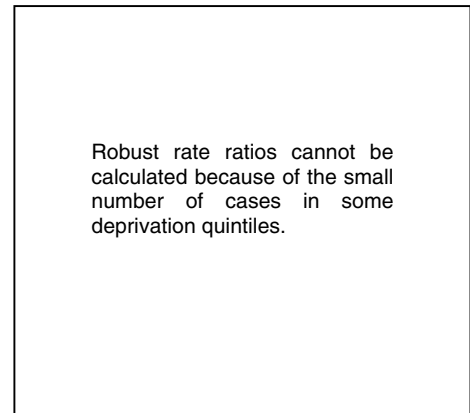 Robust rate ratios cannot be
calculated because of the small
number of cases in some
deprivation quintiles.